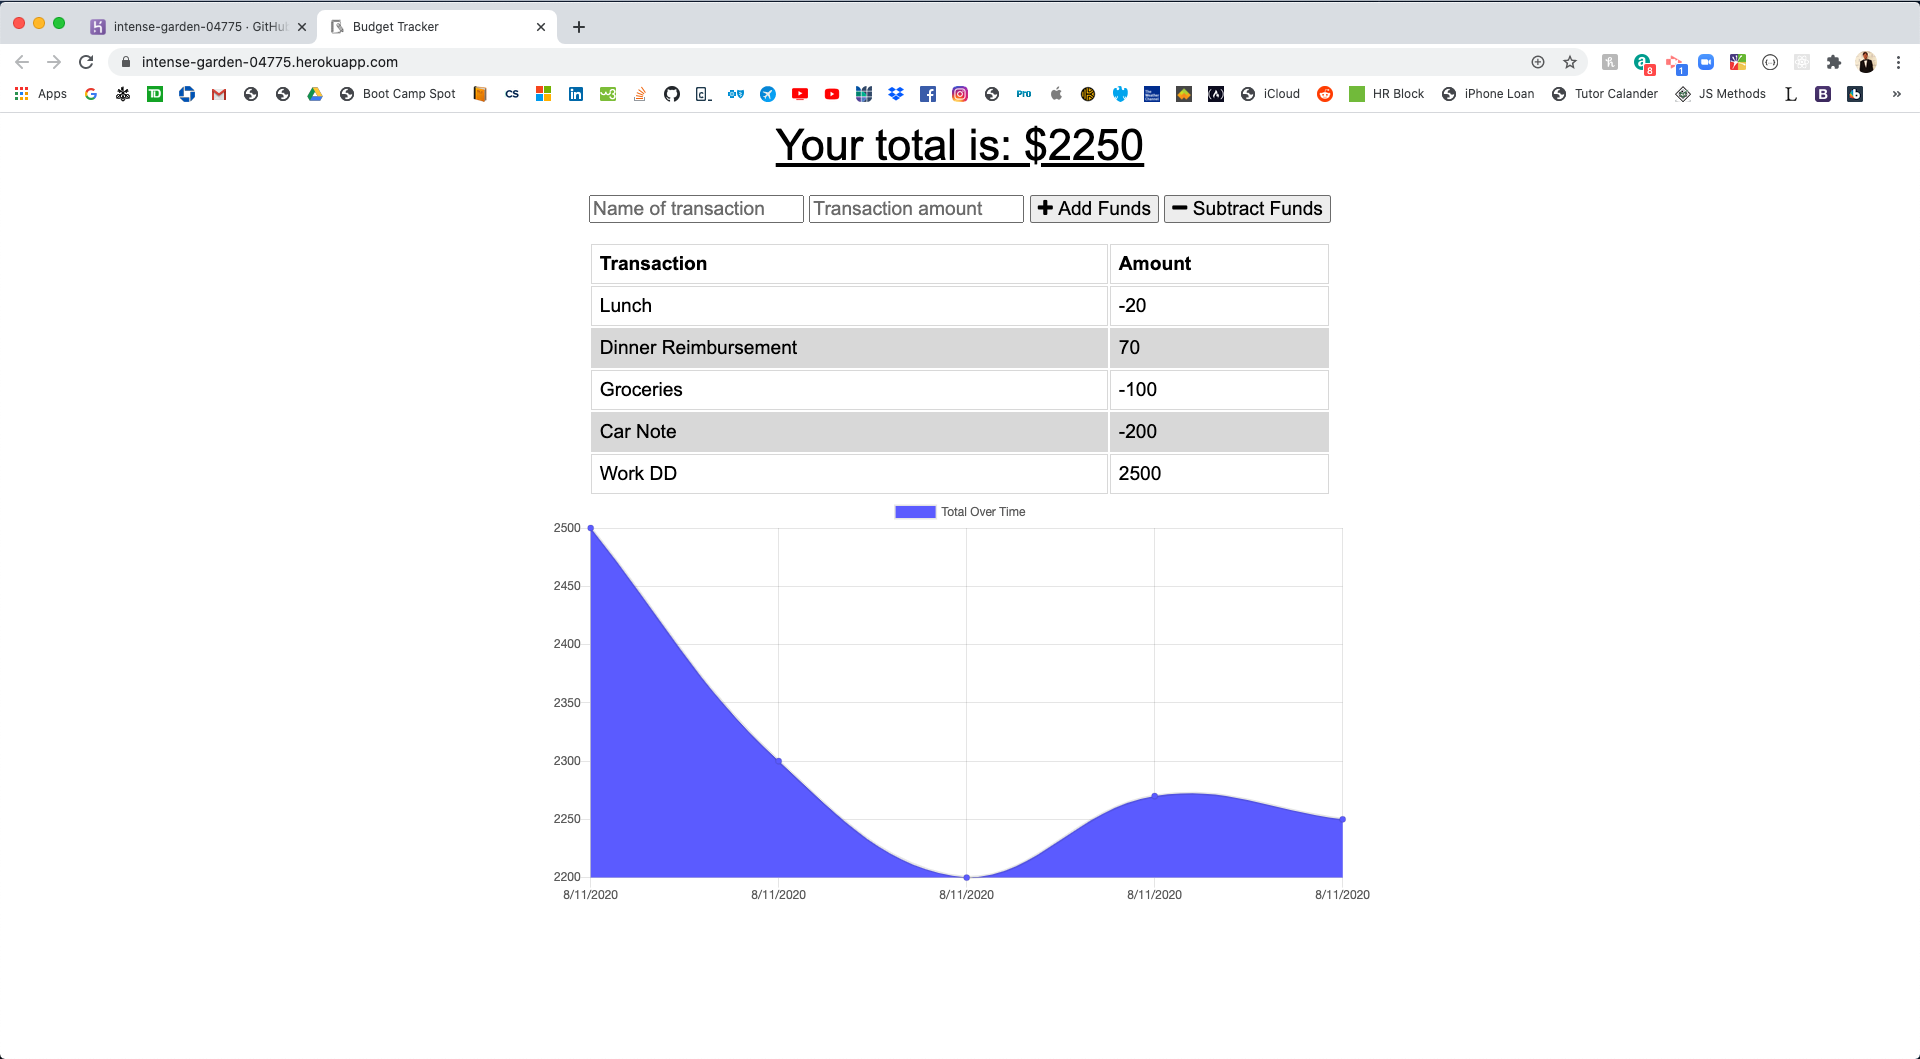 intense-garden-04775 · GitHu
Budget Tracker
intense-garden-04775.herokuapp.com
8
1
Apps
Boot Camp Spot
CS
Pro
iCloud
HR Block
iPhone Loan
Tutor Calander
JS Methods
Your total is: $2250
Name of transaction Transaction amount Add Funds Subtract Funds
Transaction Amount
Lunch -20
Dinner Reimbursement 70
Groceries -100
Car Note -200
Work DD 2500
Total Over Time
2500
2450
2400
2350
2300
2250
2200
8/11/2020 8/11/2020 8/11/2020 8/11/2020 8/11/2020